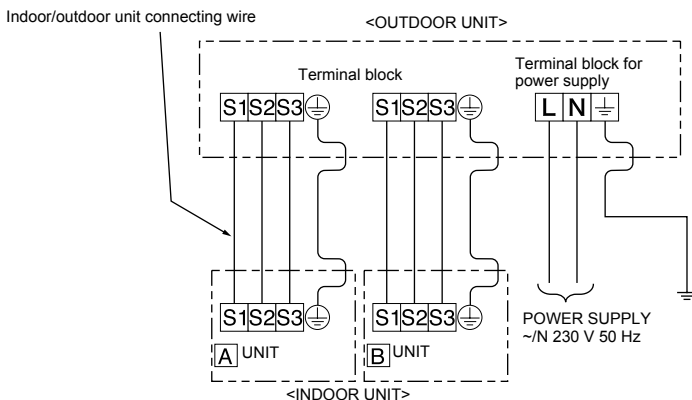 Indoor/outdoor unit connecting wire
<OUTDOOR UNIT>
Terminal block
Terminal block for
power supply
S1 S2 S3
S1 S2 S3
L N
S1 S2 S3
S1 S2 S3
A UNIT
B UNIT
POWER SUPPLY
~/N 230 V 50 Hz
<INDOOR UNIT>